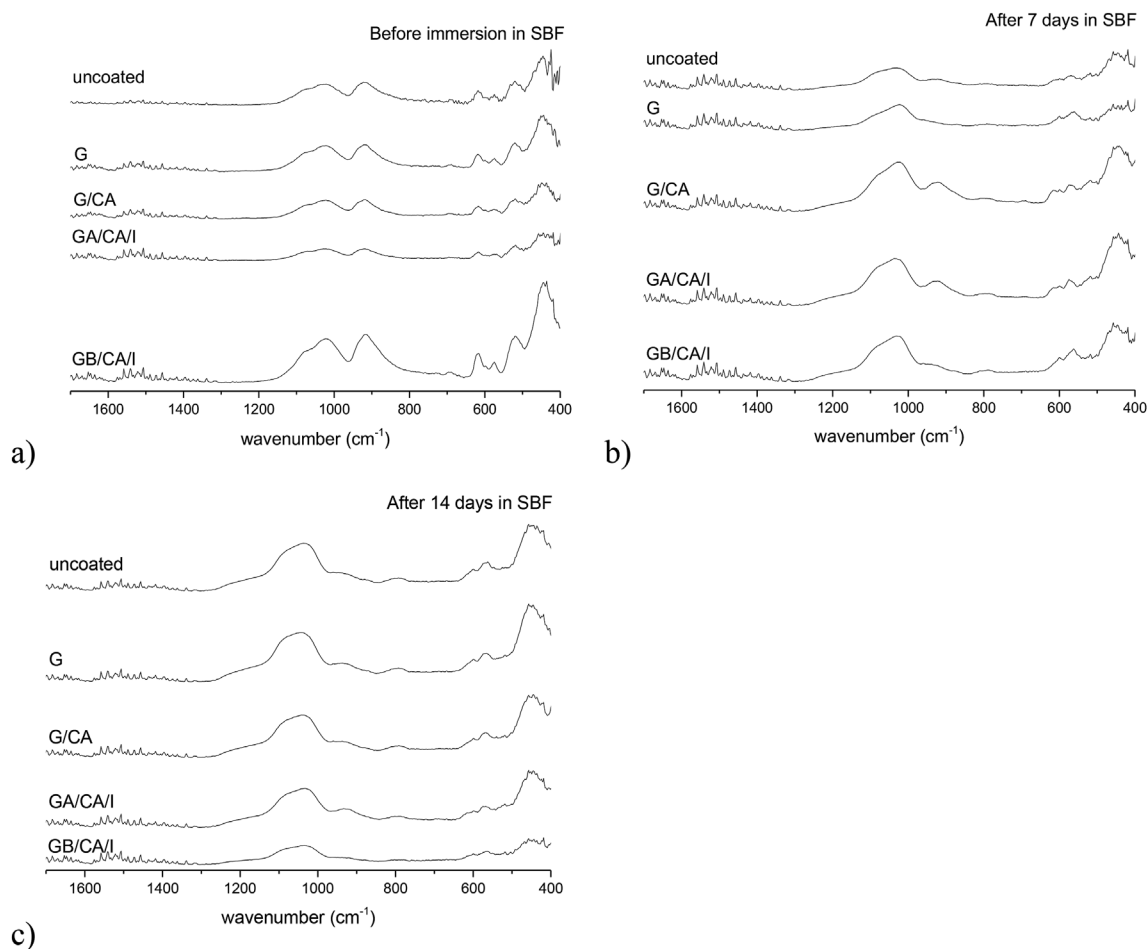 Before immersion in SBF
uncoated
G
G/CA
GA/CA/I
GB/CA/I
1600 1400 1200 1000 800 600 400
wavenumber (cm⁻¹)
a)
After 7 days in SBF
uncoated
G
G/CA
GA/CA/I
GB/CA/I
1600 1400 1200 1000 800 600 400
wavenumber (cm⁻¹)
b)
After 14 days in SBF
uncoated
G
G/CA
GA/CA/I
GB/CA/I
1600 1400 1200 1000 800 600 400
wavenumber (cm⁻¹)
c)